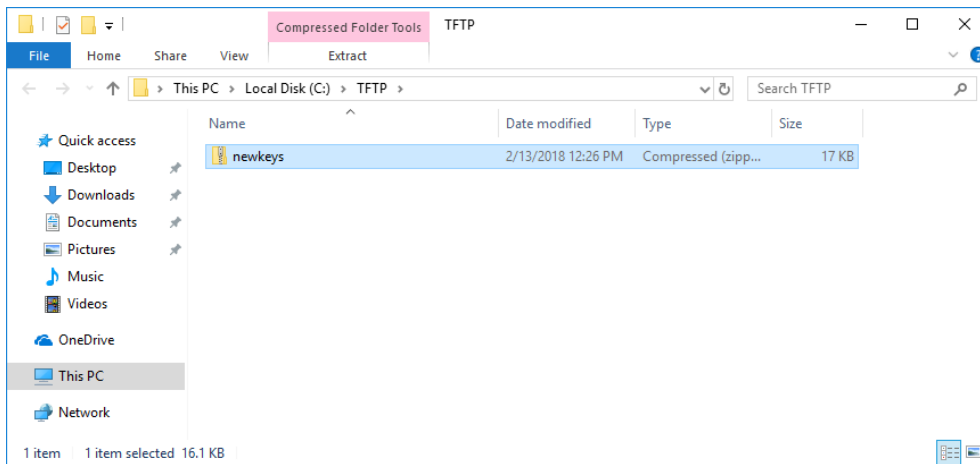 Compressed Folder Tools TFTP
File Home Share View Extract
This PC Local Disk (C:) TFTP Search TFTP
Name Date modified Type Size
Quick access
newkeys 2/13/2018 12:26 PM Compressed (zipp... 17 KB
Desktop
Downloads
Documents
Pictures
Music
Videos
OneDrive
This PC
Network
1 item 1 item selected 16.1 KB